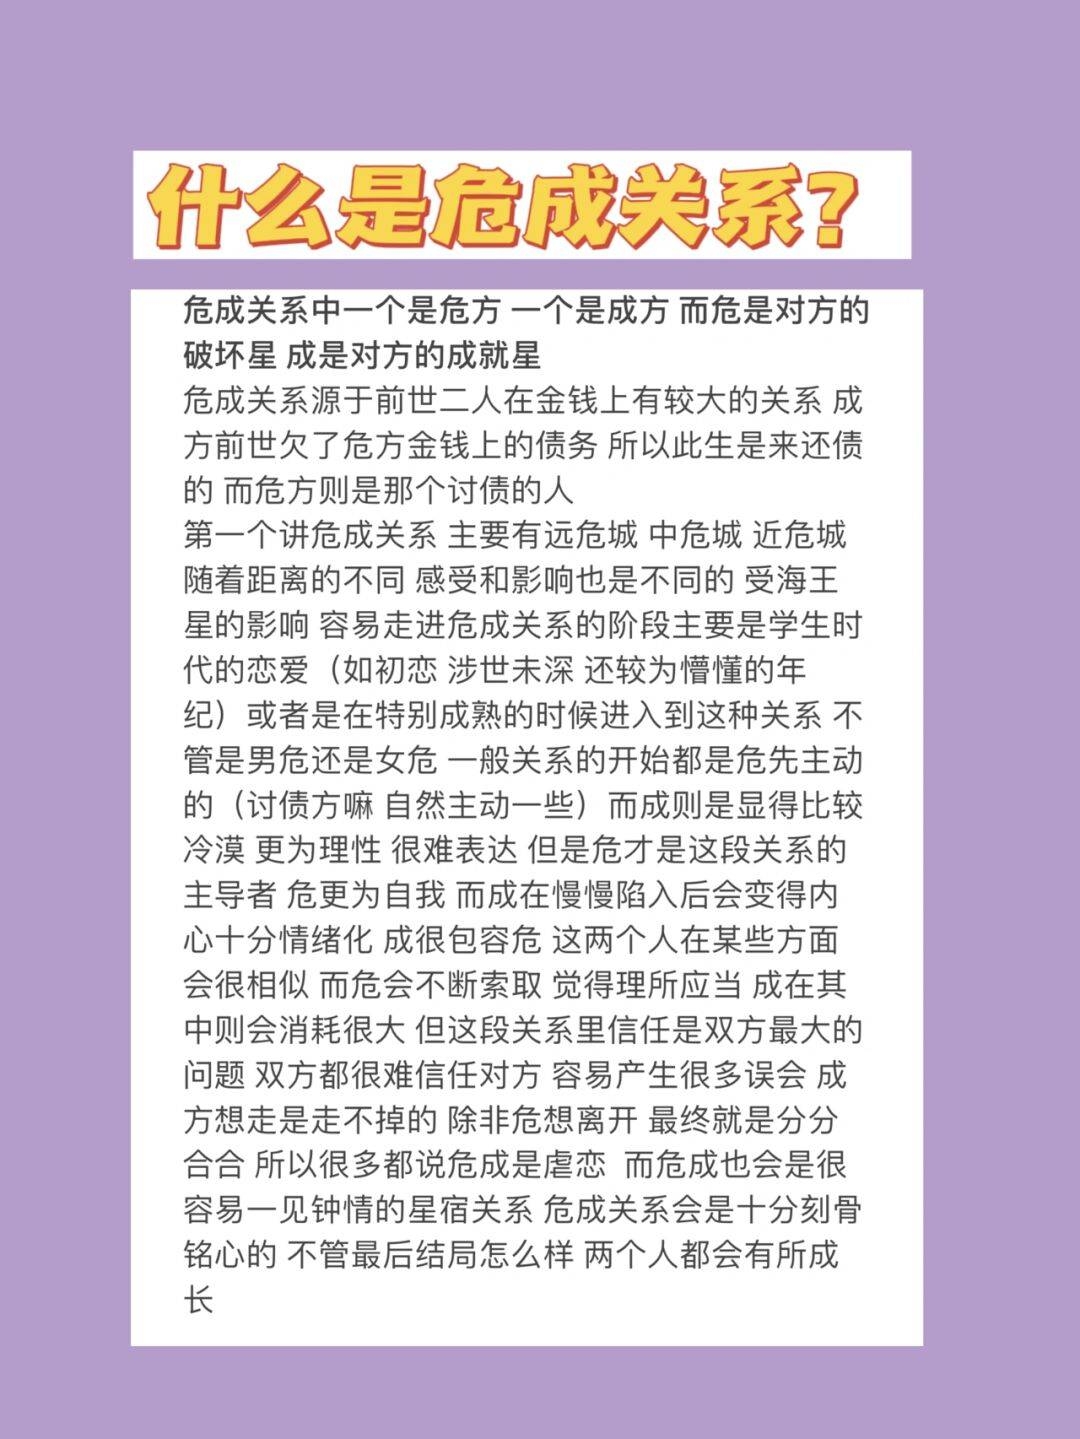 什么是危成关系?
危成关系中一个是危方 一个是成方 而危是对方的
破坏星 成是对方的成就星
危成关系源于前世二人在金钱上有较大的关系 成
方前世欠了危方金钱上的债务 所以此生是来还债
的 而危方则是那个讨债的人
第一个讲危成关系 主要有远危城 中危城 近危城
随着距离的不同 感受和影响也是不同的 受海王
星的影响 容易走进危成关系的阶段主要是学生时
代的恋爱（如初恋 涉世未深 还较为懵懂的年
纪）或者是在特别成熟的时候进入到这种关系 不
管是男危还是女危 一般关系的开始都是危先主动
的（讨债方嘛 自然主动一些）而成则是显得比较
冷漠 更为理性 很难表达 但是危才是这段关系的
主导者 危更为自我 而成在慢慢陷入后会变得内
心十分情绪化 成很包容危 这两个人在某些方面
会很相似 而危会不断索取 觉得理所应当 成在其
中则会消耗很大 但这段关系里信任是双方最大的
问题 双方都很难信任对方 容易产生很多误会 成
方想走是走不掉的 除非危想离开 最终就是分分
合合 所以很多都说危成是虐恋  而危成也会是很
容易一见钟情的星宿关系 危成关系会是十分刻骨
铭心的 不管最后结局怎么样 两个人都会有所成
长